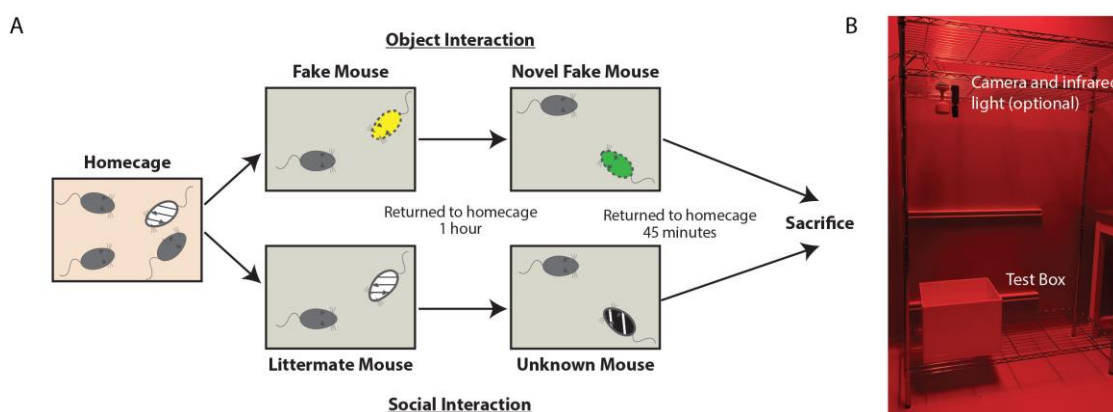 A
Object Interaction
Fake Mouse
Novel Fake Mouse
Homecage
Returned to homecage
1 hour
Returned to homecage
45 minutes
Sacrifice
Littermate Mouse
Unknown Mouse
Social Interaction
B
Camera and infrared
light (optional)
Test Box